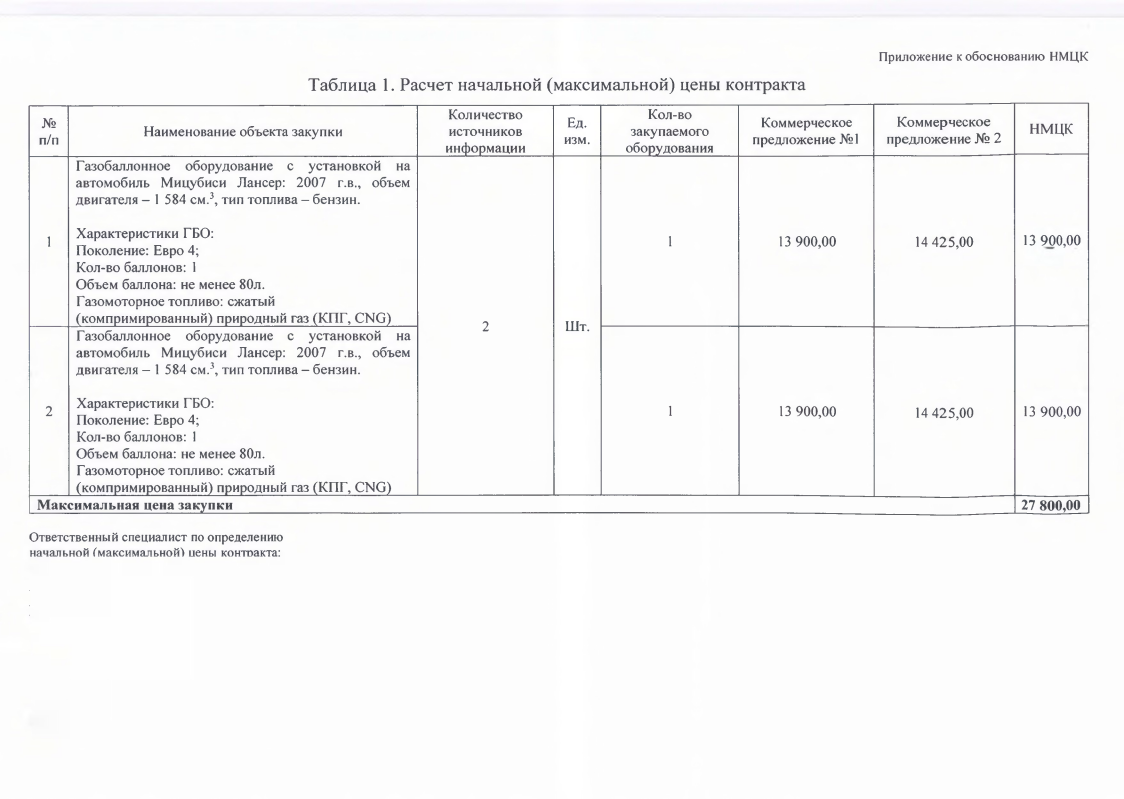 Приложение к обоснованию НМЦК
Таблица 1. Расчет начальной (максимальной) цены контракта
№ п/п
Наименование объекта закупки
Количество
источников
информации
Ед.
изм.
Кол-во
закупаемого
оборудования
Коммерческое
предложение №1
Коммерческое
предложение № 2
НМЦК
1
Газобаллонное оборудование с установкой на
автомобиль Мицубиси Лансер: 2007 г.в., объем
двигателя – 1 584 см.³, тип топлива – бензин.
Характеристики ГБО:
Поколение: Евро 4;
Кол-во баллонов: 1
Объем баллона: не менее 80л.
Газомоторное топливо: сжатый
(компримированный) природный газ (КПГ, CNG)
2
Шт.
1
13 900,00
14 425,00
13 900,00
2
Газобаллонное оборудование с установкой на
автомобиль Мицубиси Лансер: 2007 г.в., объем
двигателя – 1 584 см.³, тип топлива – бензин.
Характеристики ГБО:
Поколение: Евро 4;
Кол-во баллонов: 1
Объем баллона: не менее 80л.
Газомоторное топливо: сжатый
(компримированный) природный газ (КПГ, CNG)
1
13 900,00
14 425,00
13 900,00
Максимальная цена закупки
27 800,00
Ответственный специалист по определению
начальной (максимальной) цены контракта: